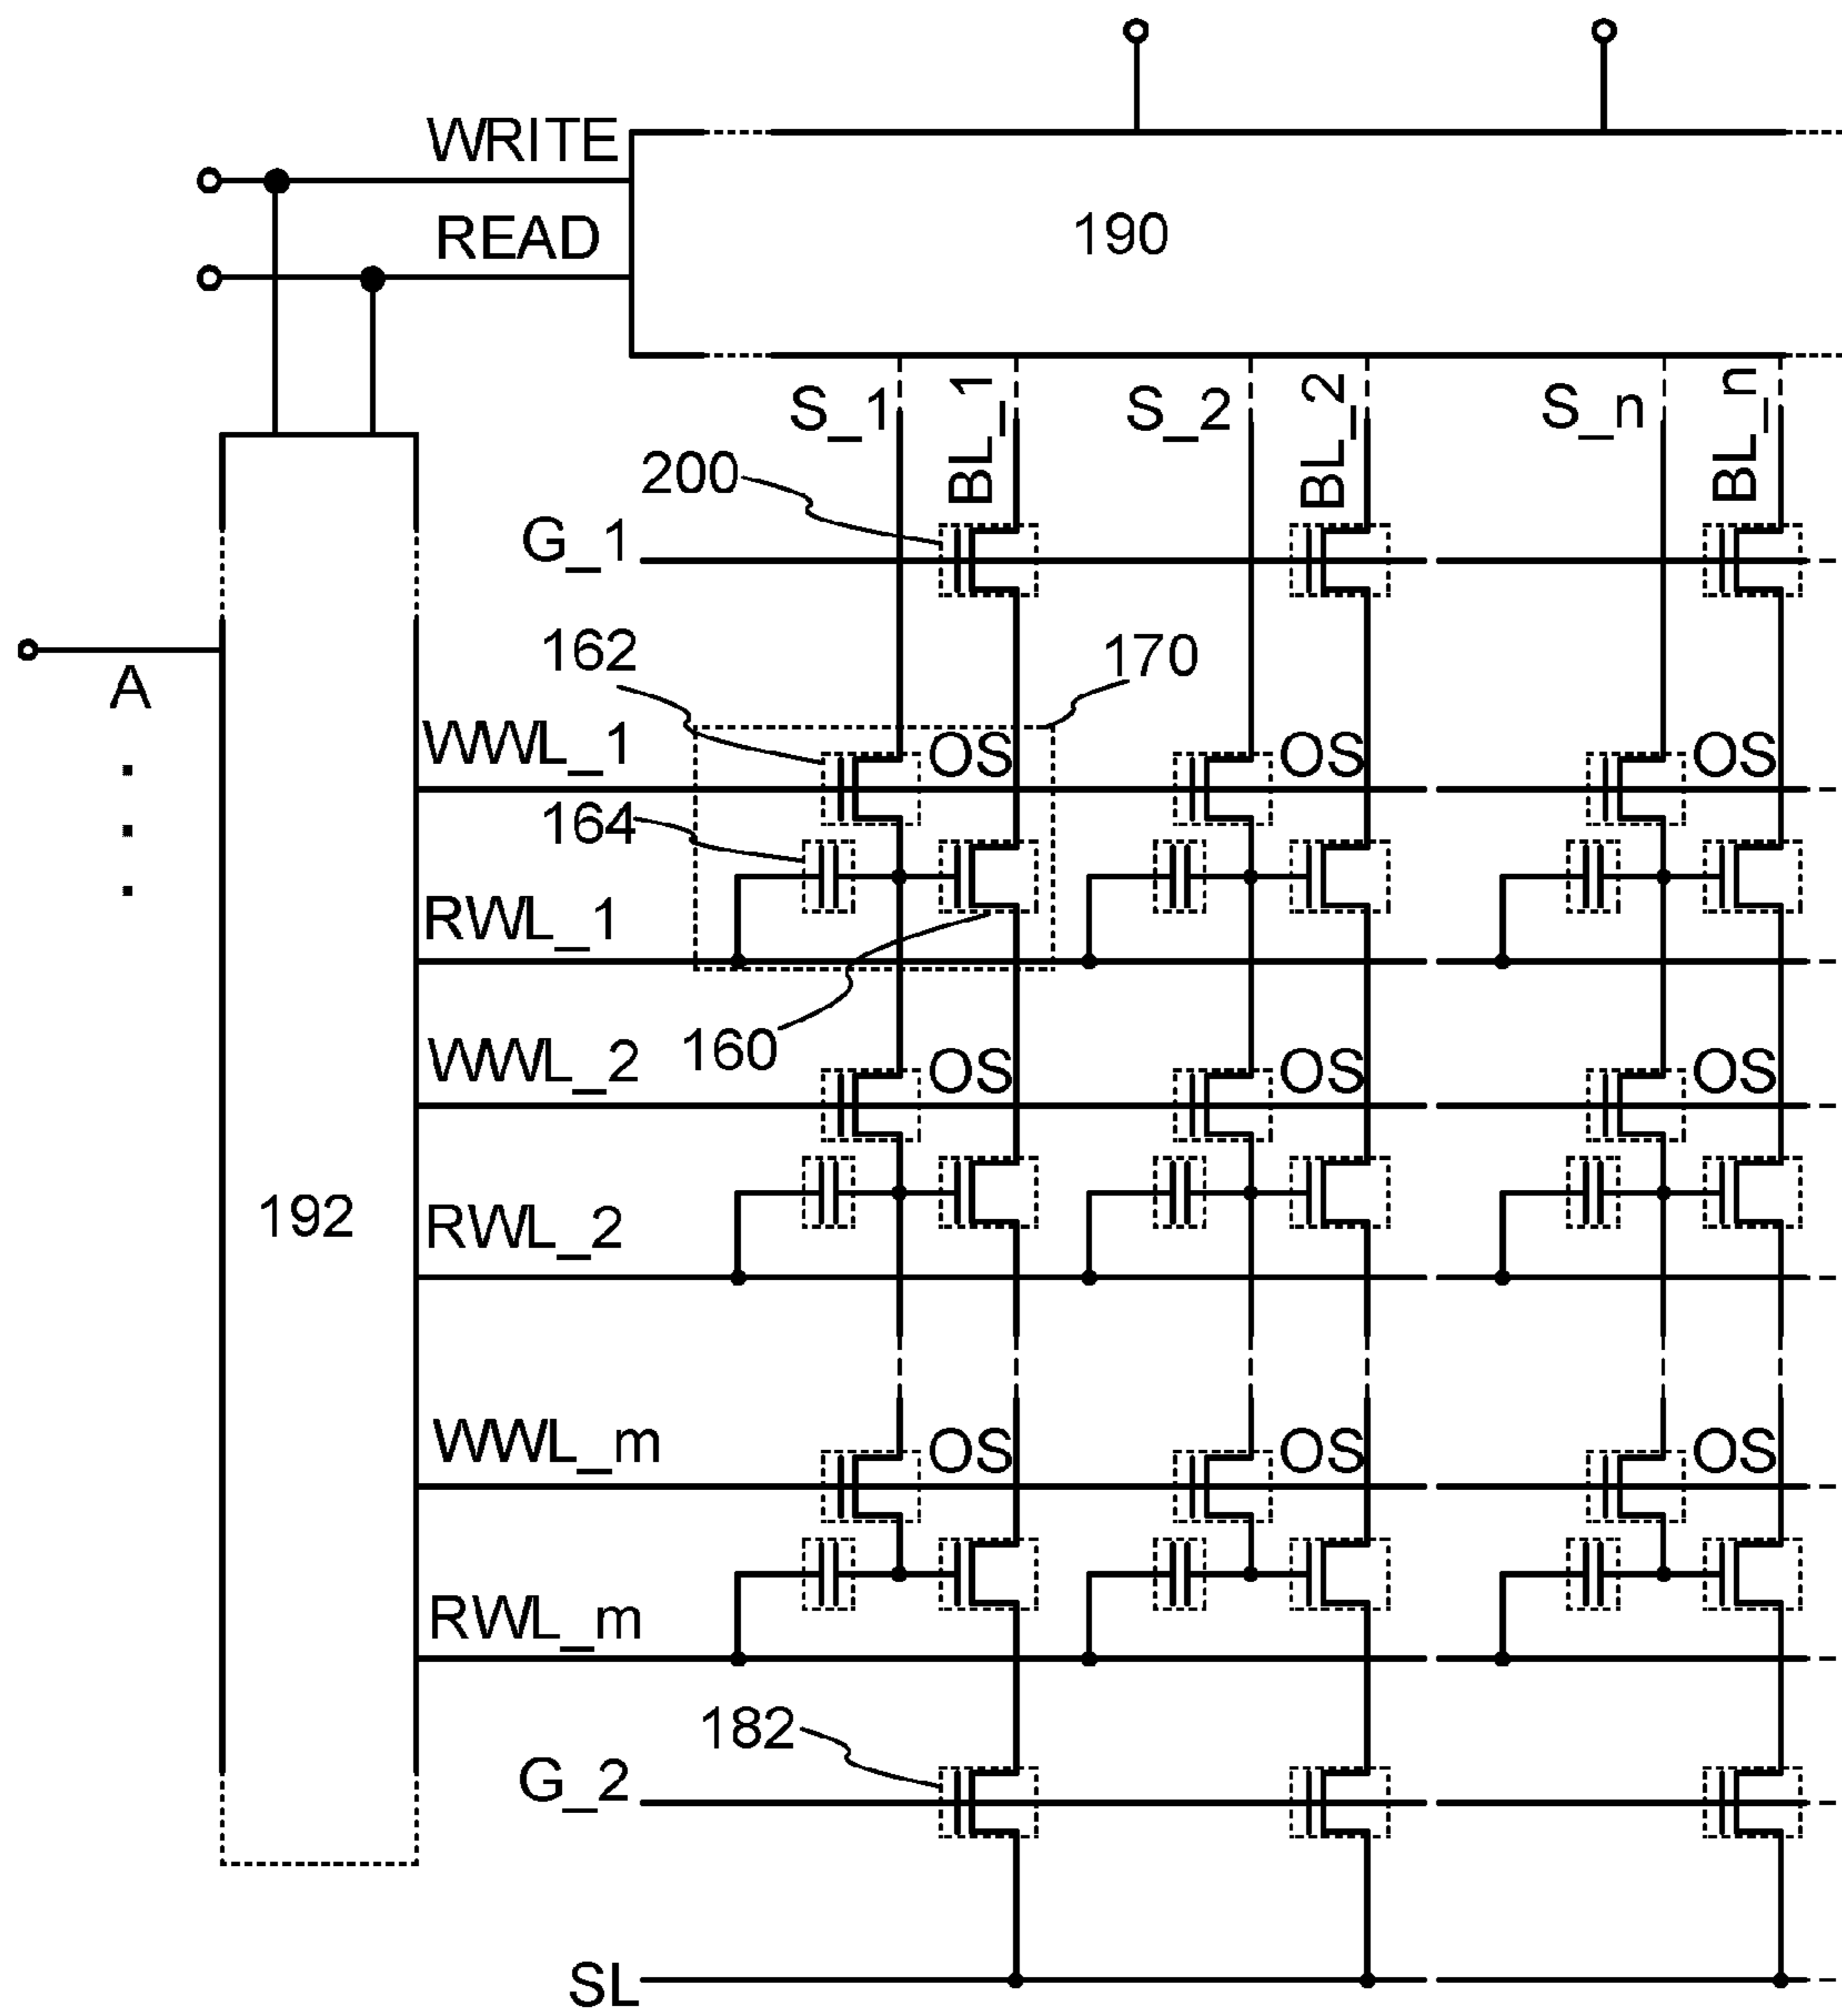 WRITE
READ
190
S_1
BL_1
S_2
BL_2
S_n
BL_n
200
G_1
162
170
A
WWL_1
OS
OS
OS
164
RWL_1
160
WWL_2
OS
OS
OS
192
RWL_2
WWL_m
OS
OS
OS
RWL_m
182
G_2
SL